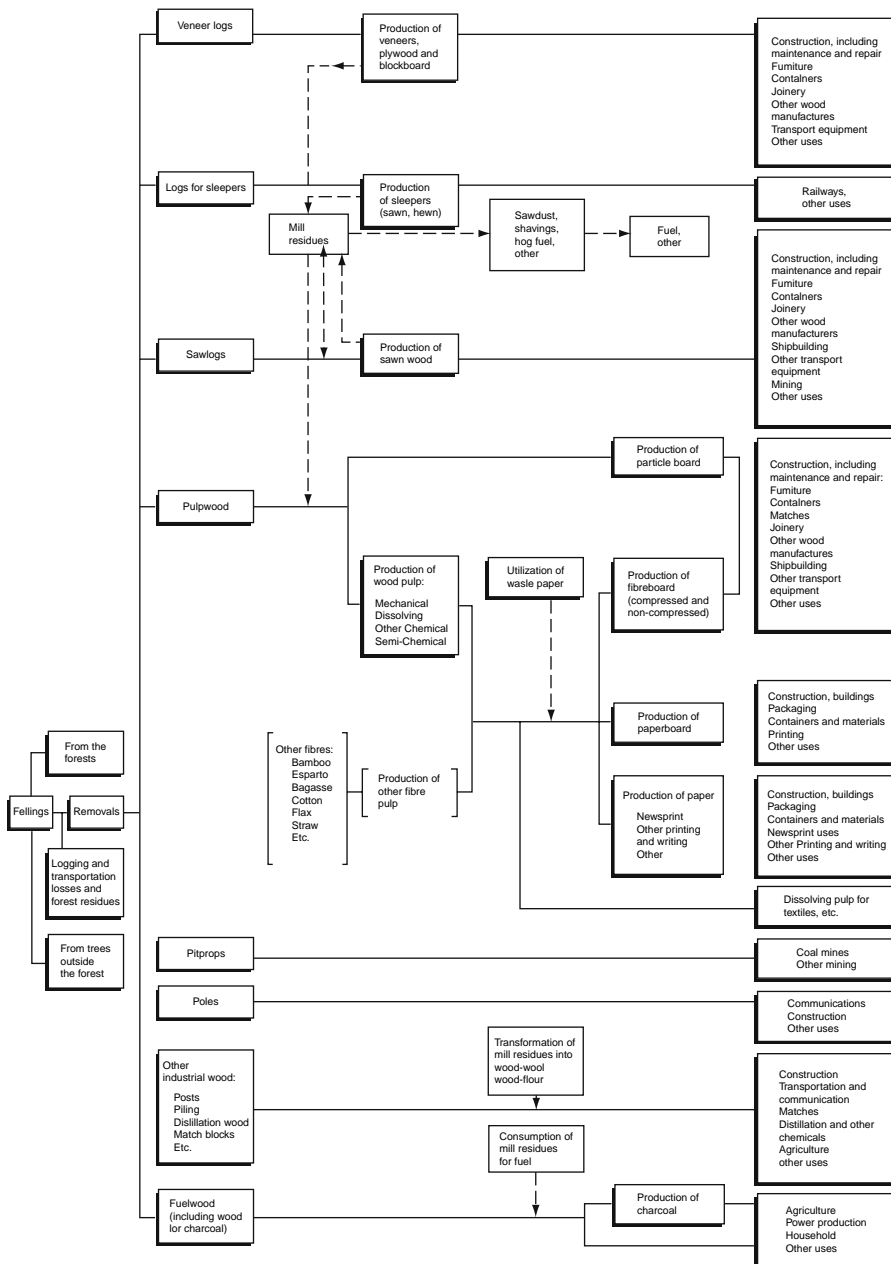 Veneer logs
Production of
veneers,
plywood and
blockboard
Construction, including
maintenance and repair
Fumiture
Contalners
Joinery
Other wood
manufactures
Transport equipment
Other uses
Logs for sleepers
Production
of sleepers
(sawn, hewn)
Railways,
other uses
Mill
residues
Sawdust,
shavings,
hog fuel,
other
Fuel,
other
Sawlogs
Production of
sawn wood
Construction, including
maintenance and repair
Fumiture
Contalners
Joinery
Other wood
manufacturers
Shipbuilding
Other transport
equipment
Mining
Other uses
Production of
particle board
Pulpwood
Construction, including
maintenance and repair:
Fumiture
Contalners
Matches
Joinery
Other wood
manufactures
Shipbuilding
Other transport
equipment
Other uses
Production of
wood pulp:
Mechanical
Dissolving
Other Chemical
Semi-Chemical
Utilization of
wasle paper
Production of
fibreboard
(compressed and
non-compressed)
Production of
paperboard
Construction, buildings
Packaging
Containers and materials
Printing
Other uses
Other fibres:
Bamboo
Esparto
Bagasse
Cotton
Flax
Straw
Etc.
Production of
other fibre
pulp
Production of paper
Newsprint
Other printing
and writing
Other
Construction, buildings
Packaging
Containers and materials
Newsprint uses
Other Printing and writing
Other uses
From the
forests
Fellings
Removals
Logging and
transportation
losses and
forest residues
From trees
outside
the forest
Dissolving pulp for
textiles, etc.
Pitprops
Coal mines
Other mining
Poles
Communications
Construction
Other uses
Other
industrial wood:
Posts
Piling
Dislillation wood
Match blocks
Etc.
Transformation of
mill residues into
wood-wool
wood-flour
Construction
Transportation and
communication
Matches
Distillation and other
chemicals
Agriculture
other uses
Consumption of
mill residues
for fuel
Fuelwood
(including wood
lor charcoal)
Production of
charcoal
Agriculture
Power production
Household
Other uses